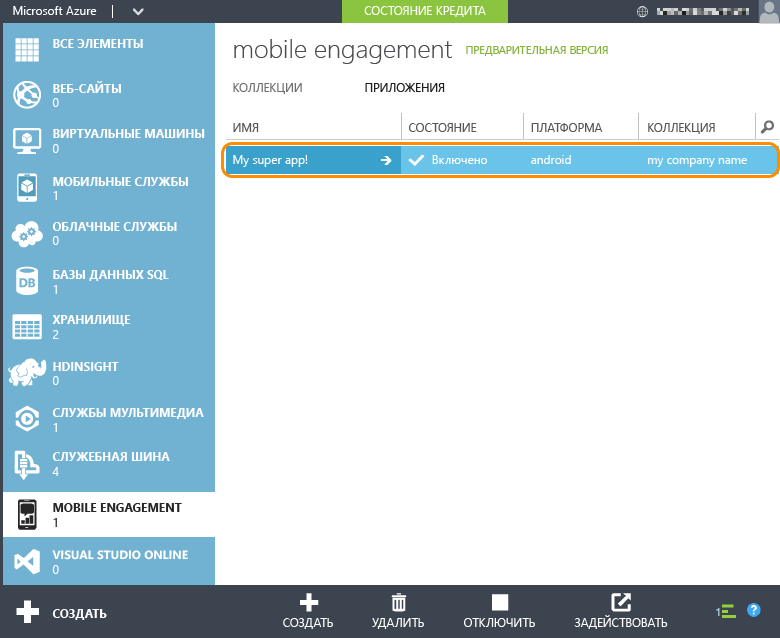 Microsoft Azure
СОСТОЯНИЕ КРЕДИТА
ВСЕ ЭЛЕМЕНТЫ
ВЕБ-САЙТЫ
0
ВИРТУАЛЬНЫЕ МАШИНЫ
0
МОБИЛЬНЫЕ СЛУЖБЫ
1
ОБЛАЧНЫЕ СЛУЖБЫ
0
DB
БАЗЫ ДАННЫХ SQL
1
ХРАНИЛИЩЕ
2
HDINSIGHT
0
СЛУЖБЫ МУЛЬТИМЕДИА
1
СЛУЖЕБНАЯ ШИНА
4
MOBILE ENGAGEMENT
1
VISUAL STUDIO ONLINE
0
mobile engagement ПРЕДВАРИТЕЛЬНАЯ ВЕРСИЯ
КОЛЛЕКЦИИ ПРИЛОЖЕНИЯ
ИМЯ СОСТОЯНИЕ ПЛАТФОРМА КОЛЛЕКЦИЯ
My super app! Включено android my company name
СОЗДАТЬ
СОЗДАТЬ УДАЛИТЬ ОТКЛЮЧИТЬ ЗАДЕЙСТВОВАТЬ
1 ?